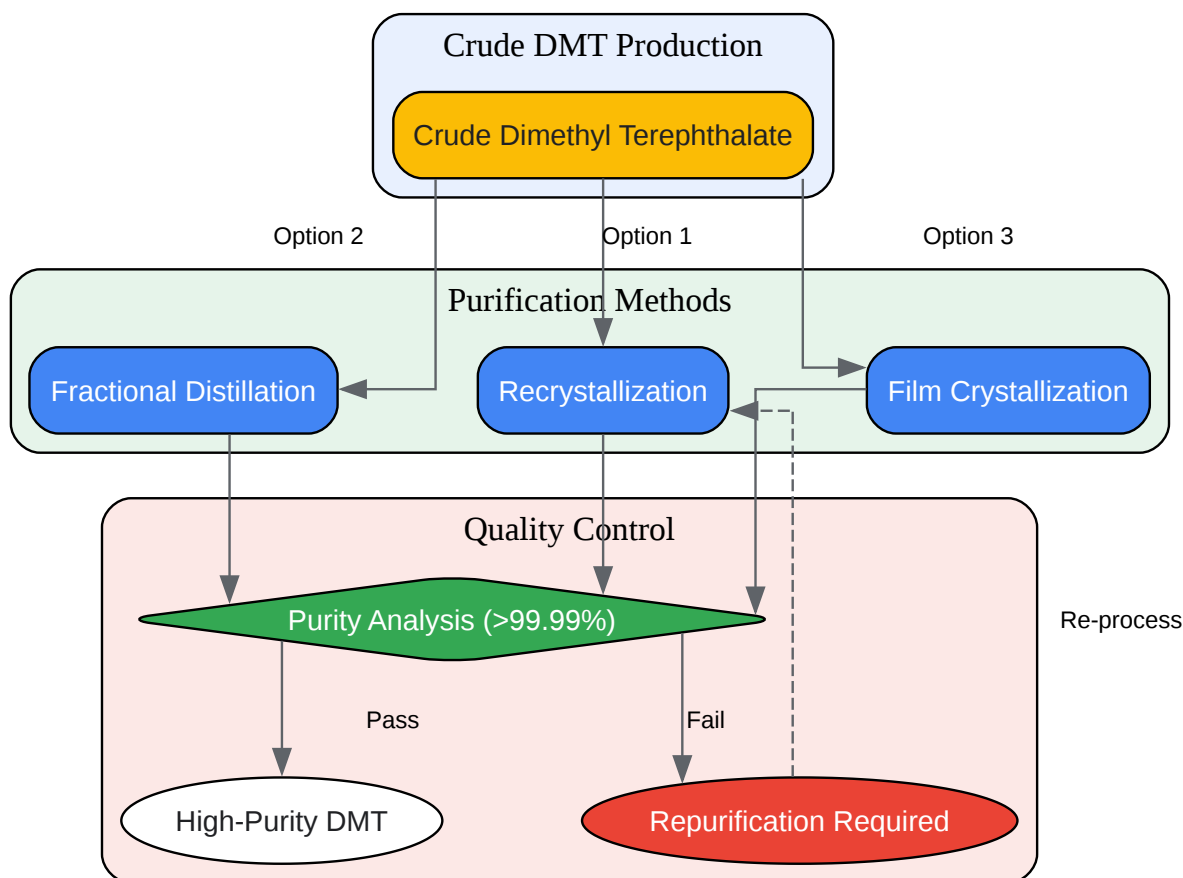 Crude DMT Production
Crude Dimethyl Terephthalate
Option 2
Option 1
Option 3
Purification Methods
Fractional Distillation
Recrystallization
Film Crystallization
Quality Control
Purity Analysis (>99.99%)
Re-process
Pass
Fail
High-Purity DMT
Repurification Required